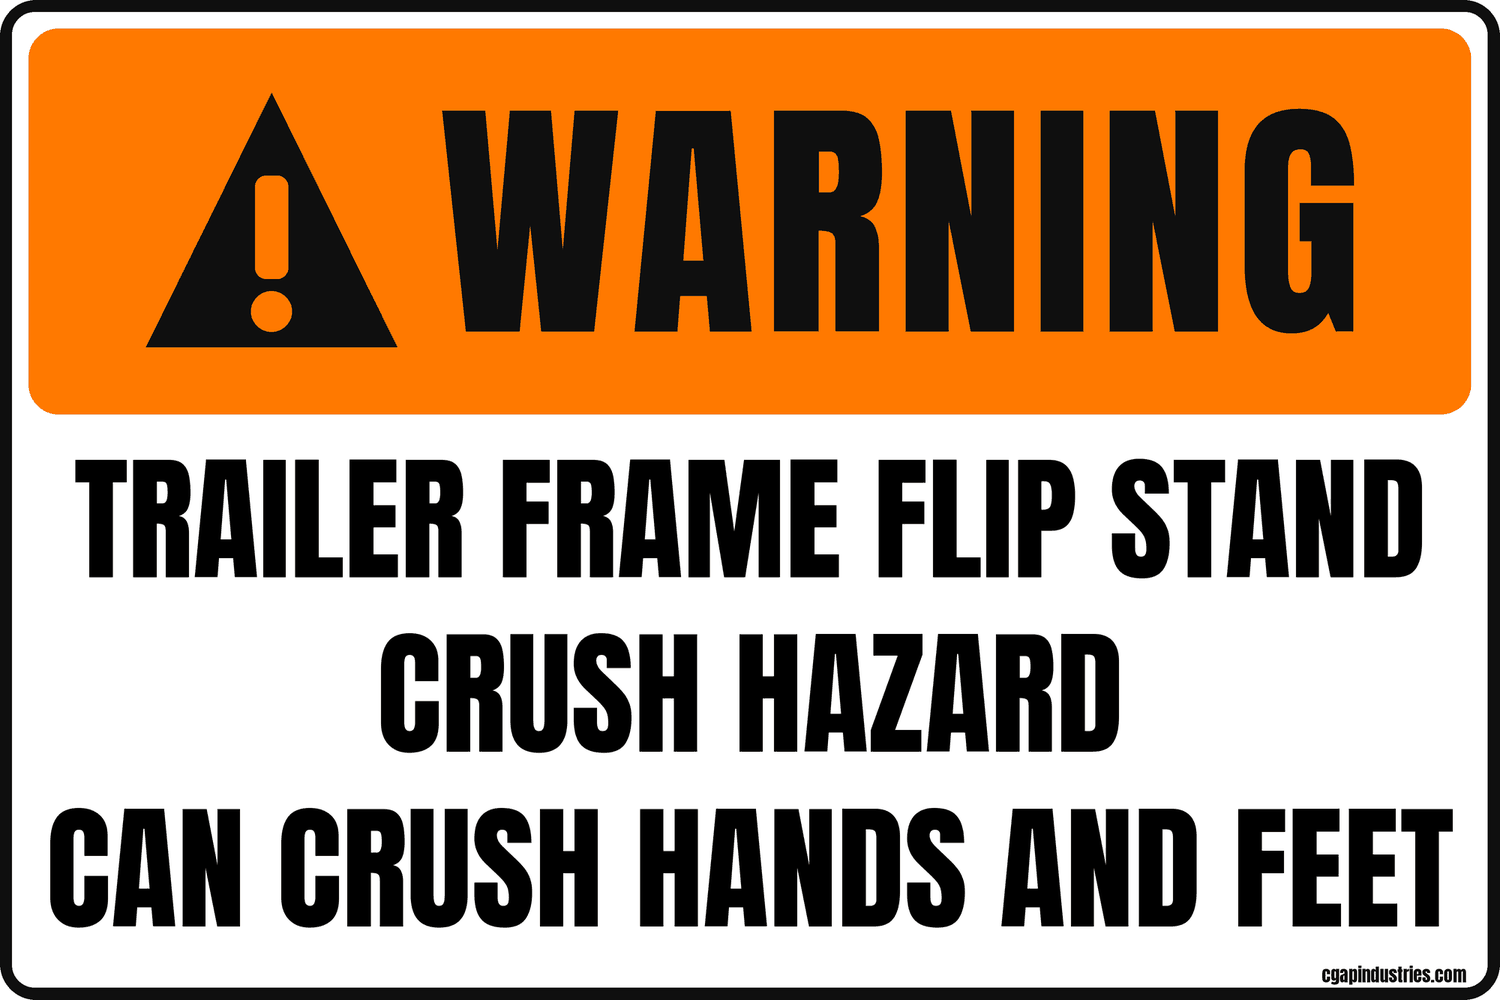 WARNING
TRAILER FRAME FLIP STAND
CRUSH HAZARD
CAN CRUSH HANDS AND FEET
cgapindustries.com